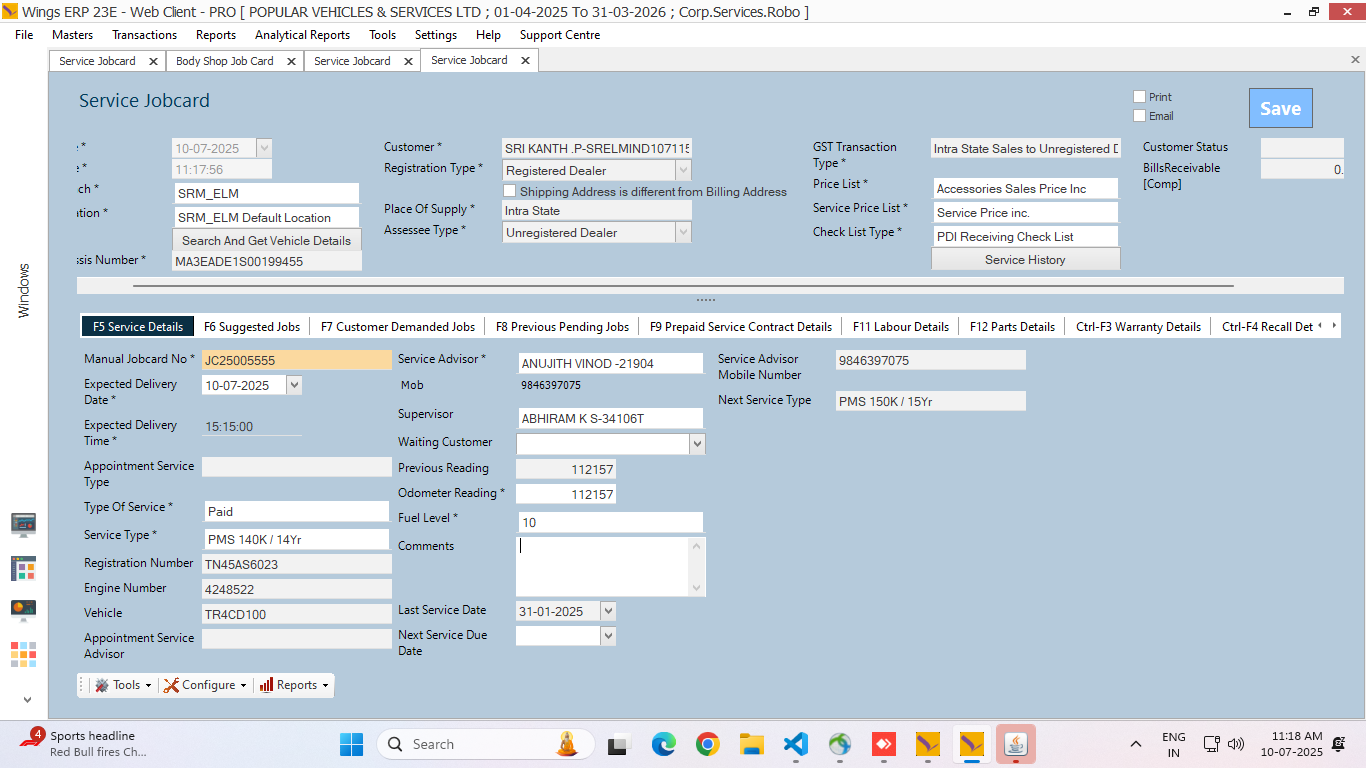 Wings ERP 23E - Web Client - PRO [ POPULAR VEHICLES & SERVICES LTD ; 01-04-2025 To 31-03-2026 ; Corp.Services.Robo ]
File Masters Transactions Reports Analytical Reports Tools Settings Help Support Centre
Service Jobcard Body Shop Job Card Service Jobcard Service Jobcard
Service Jobcard
Print
Email
Save
10-07-2025
11:17:56
ch * SRM_ELM
ation * SRM_ELM Default Location
Search And Get Vehicle Details
ssis Number * MA3EADE1S00199455
Customer * SRI KANTH .P-SRELMIND107115
Registration Type * Registered Dealer
Shipping Address is different from Billing Address
Place Of Supply * Intra State
Assessee Type * Unregistered Dealer
GST Transaction Type * Intra State Sales to Unregistered D
Price List * Accessories Sales Price Inc
Service Price List * Service Price inc.
Check List Type * PDI Receiving Check List
Service History
Customer Status
BillsReceivable [Comp] 0.
Windows
F5 Service Details F6 Suggested Jobs F7 Customer Demanded Jobs F8 Previous Pending Jobs F9 Prepaid Service Contract Details F11 Labour Details F12 Parts Details Ctrl-F3 Warranty Details Ctrl-F4 Recall Det
Manual Jobcard No * JC25005555
Expected Delivery Date * 10-07-2025
Expected Delivery Time * 15:15:00
Appointment Service Type
Type Of Service * Paid
Service Type * PMS 140K / 14Yr
Registration Number TN45AS6023
Engine Number 4248522
Vehicle TR4CD100
Appointment Service Advisor
Service Advisor * ANUJITH VINOD -21904
Mob 9846397075
Supervisor ABHIRAM K S-34106T
Waiting Customer
Previous Reading 112157
Odometer Reading * 112157
Fuel Level * 10
Comments
Last Service Date 31-01-2025
Next Service Due Date
Service Advisor Mobile Number 9846397075
Next Service Type PMS 150K / 15Yr
Tools Configure Reports
4
Sports headline
Red Bull fires Ch...
Search
ENG
IN
11:18 AM
10-07-2025